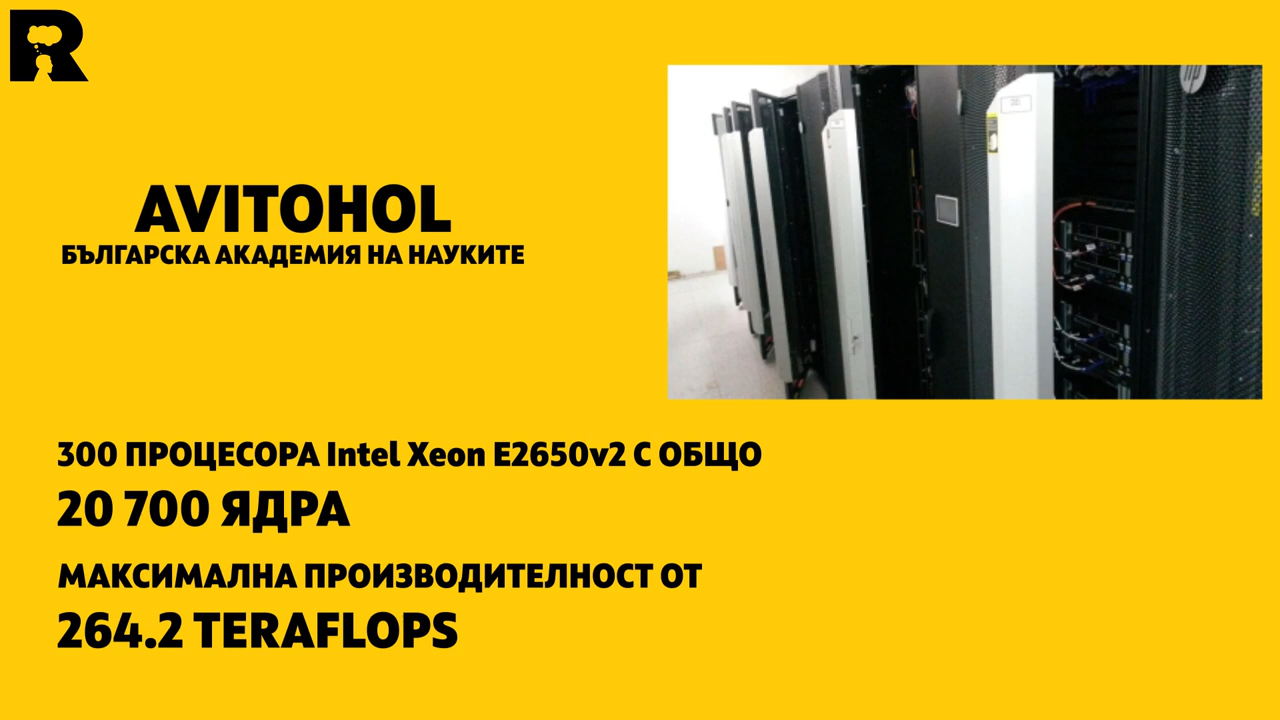 R
AVITOHOL
БЪЛГАРСКА АКАДЕМИЯ НА НАУКИТЕ
hp
300 ПРОЦЕСОРА Intel Xeon E2650v2 С ОБЩО
20 700 ЯДРА
МАКСИМАЛНА ПРОИЗВОДИТЕЛНОСТ ОТ
264.2 TERAFLOPS